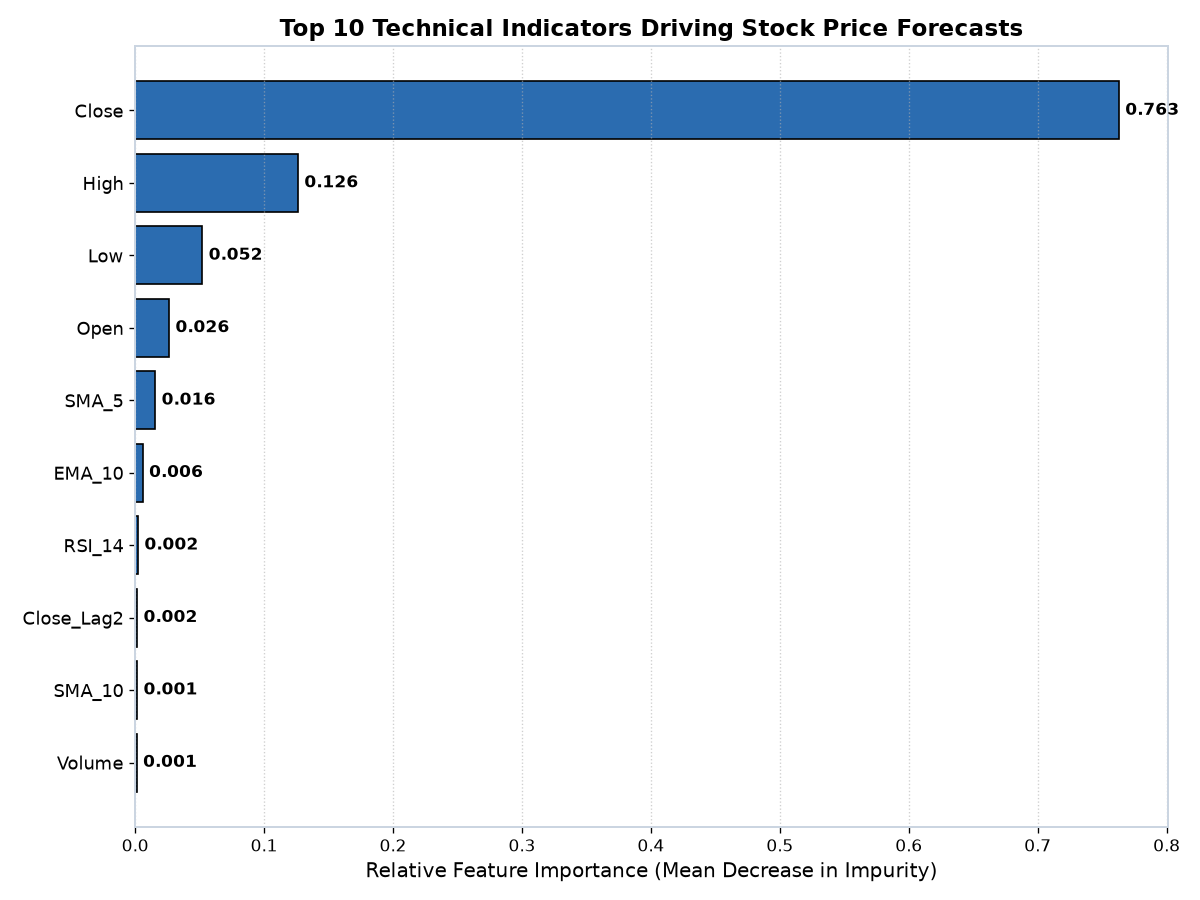 Top 10 Technical Indicators Driving Stock Price Forecasts
Close 0.763
High 0.126
Low 0.052
Open 0.026
SMA_5 0.016
EMA_10 0.006
RSI_14 0.002
Close_Lag2 0.002
SMA_10 0.001
Volume 0.001
0.0 0.1 0.2 0.3 0.4 0.5 0.6 0.7 0.8
Relative Feature Importance (Mean Decrease in Impurity)